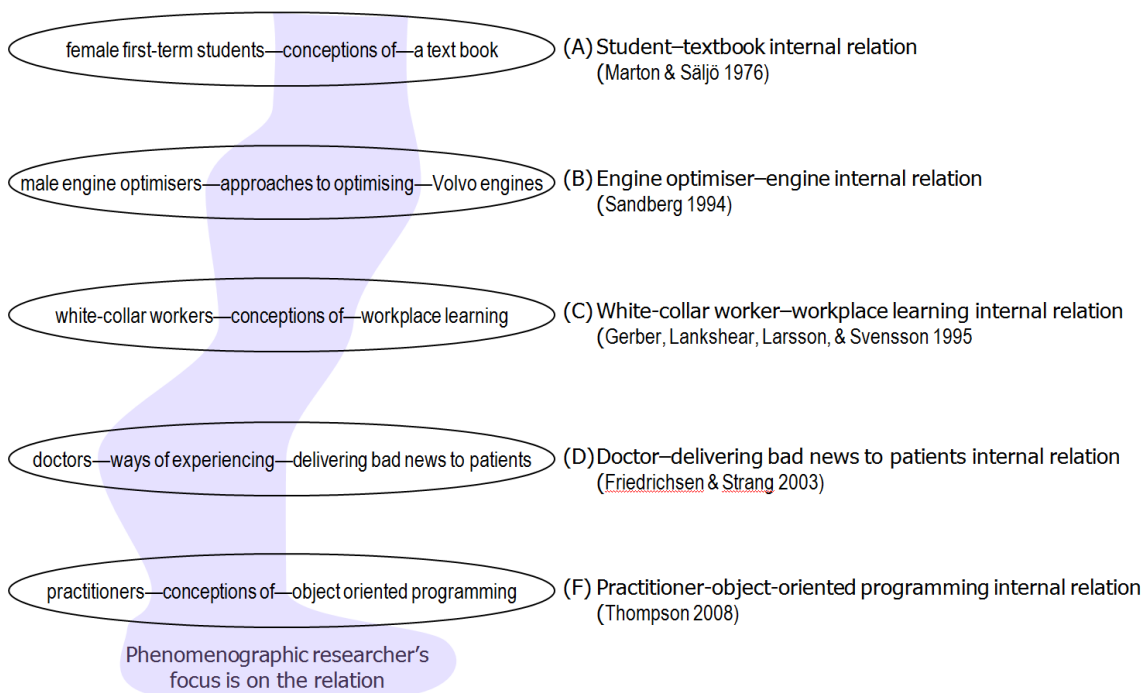 female first-term students—conceptions of—a text book
(A) Student–textbook internal relation
(Marton & Säljö 1976)
male engine optimisers—approaches to optimising—Volvo engines
(B) Engine optimiser–engine internal relation
(Sandberg 1994)
white-collar workers—conceptions of—workplace learning
(C) White-collar worker–workplace learning internal relation
(Gerber, Lankshear, Larsson, & Svensson 1995
doctors—ways of experiencing—delivering bad news to patients
(D) Doctor–delivering bad news to patients internal relation
(Friedrichsen & Strang 2003)
practitioners—conceptions of—object oriented programming
(F) Practitioner-object-oriented programming internal relation
(Thompson 2008)
Phenomenographic researcher's
focus is on the relation